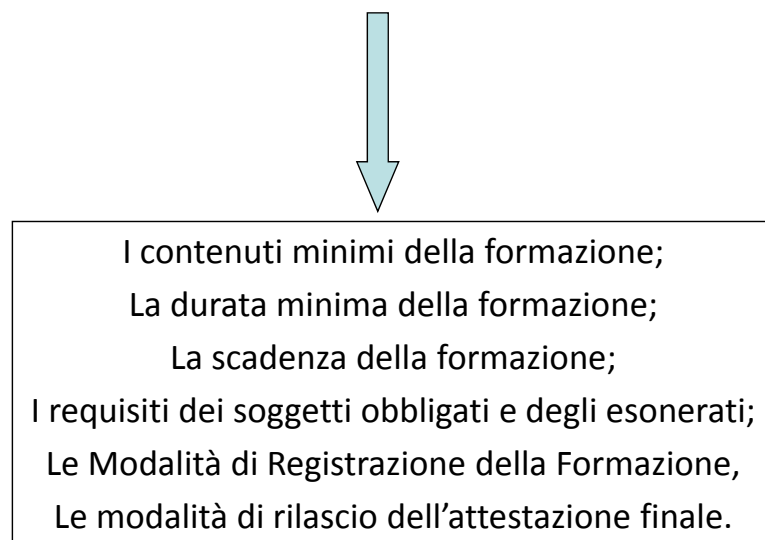 I contenuti minimi della formazione;
La durata minima della formazione;
La scadenza della formazione;
I requisiti dei soggetti obbligati e degli esonerati;
Le Modalità di Registrazione della Formazione,
Le modalità di rilascio dell’attestazione finale.